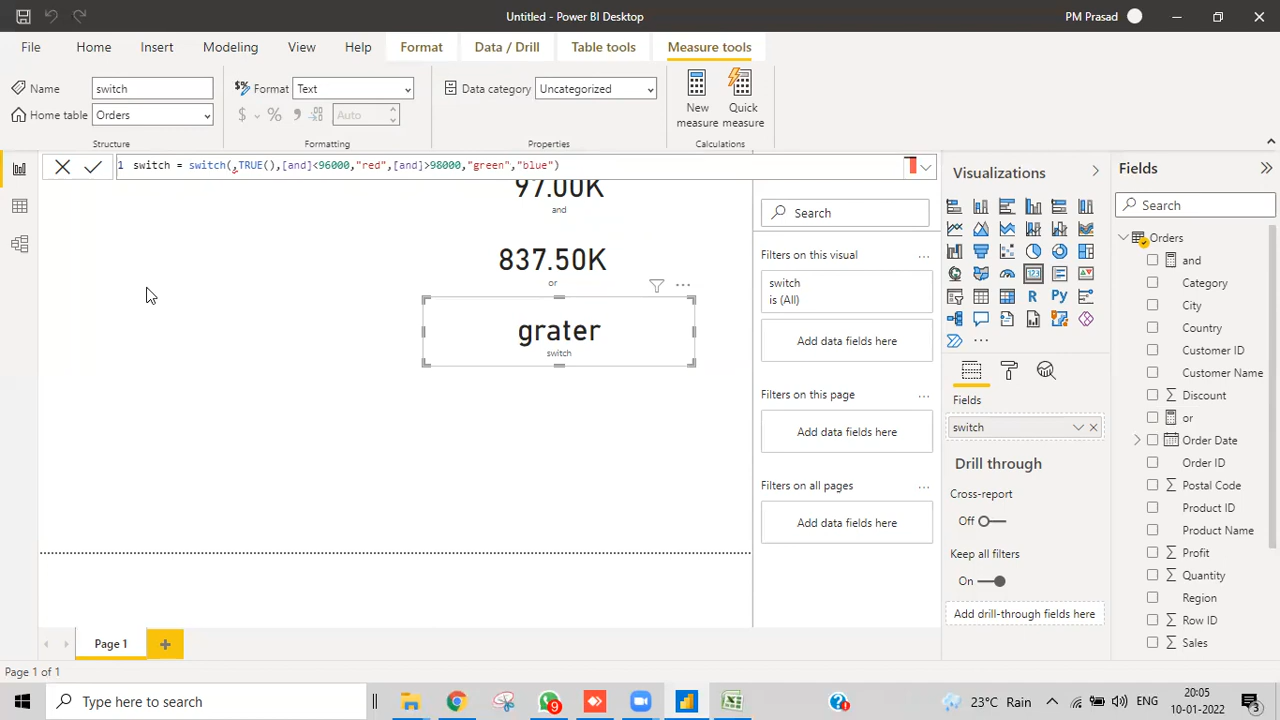 Untitled - Power BI Desktop
PM Prasad
File Home Insert Modeling View Help Format Data / Drill Table tools Measure tools
Name switch
Home table Orders
Structure
Format Text
$ % Auto
Formatting
Data category Uncategorized
Properties
New measure
Quick measure
Calculations
1 switch = switch(,TRUE(),[and]<96000,"red",[and]>98000,"green","blue")
97.00K
and
837.50K
or
grater
switch
Search
Filters on this visual
switch
is (All)
Add data fields here
Filters on this page
Add data fields here
Filters on all pages
Add data fields here
Visualizations
123
R Py
Fields
switch
Drill through
Cross-report
Off
Keep all filters
On
Add drill-through fields here
Fields
Search
Orders
and
Category
City
Country
Customer ID
Customer Name
Discount
or
Order Date
Order ID
Postal Code
Product ID
Product Name
Profit
Quantity
Region
Row ID
Sales
Page 1
Page 1 of 1
Type here to search
9
23°C Rain
ENG
20:05
10-01-2022
3